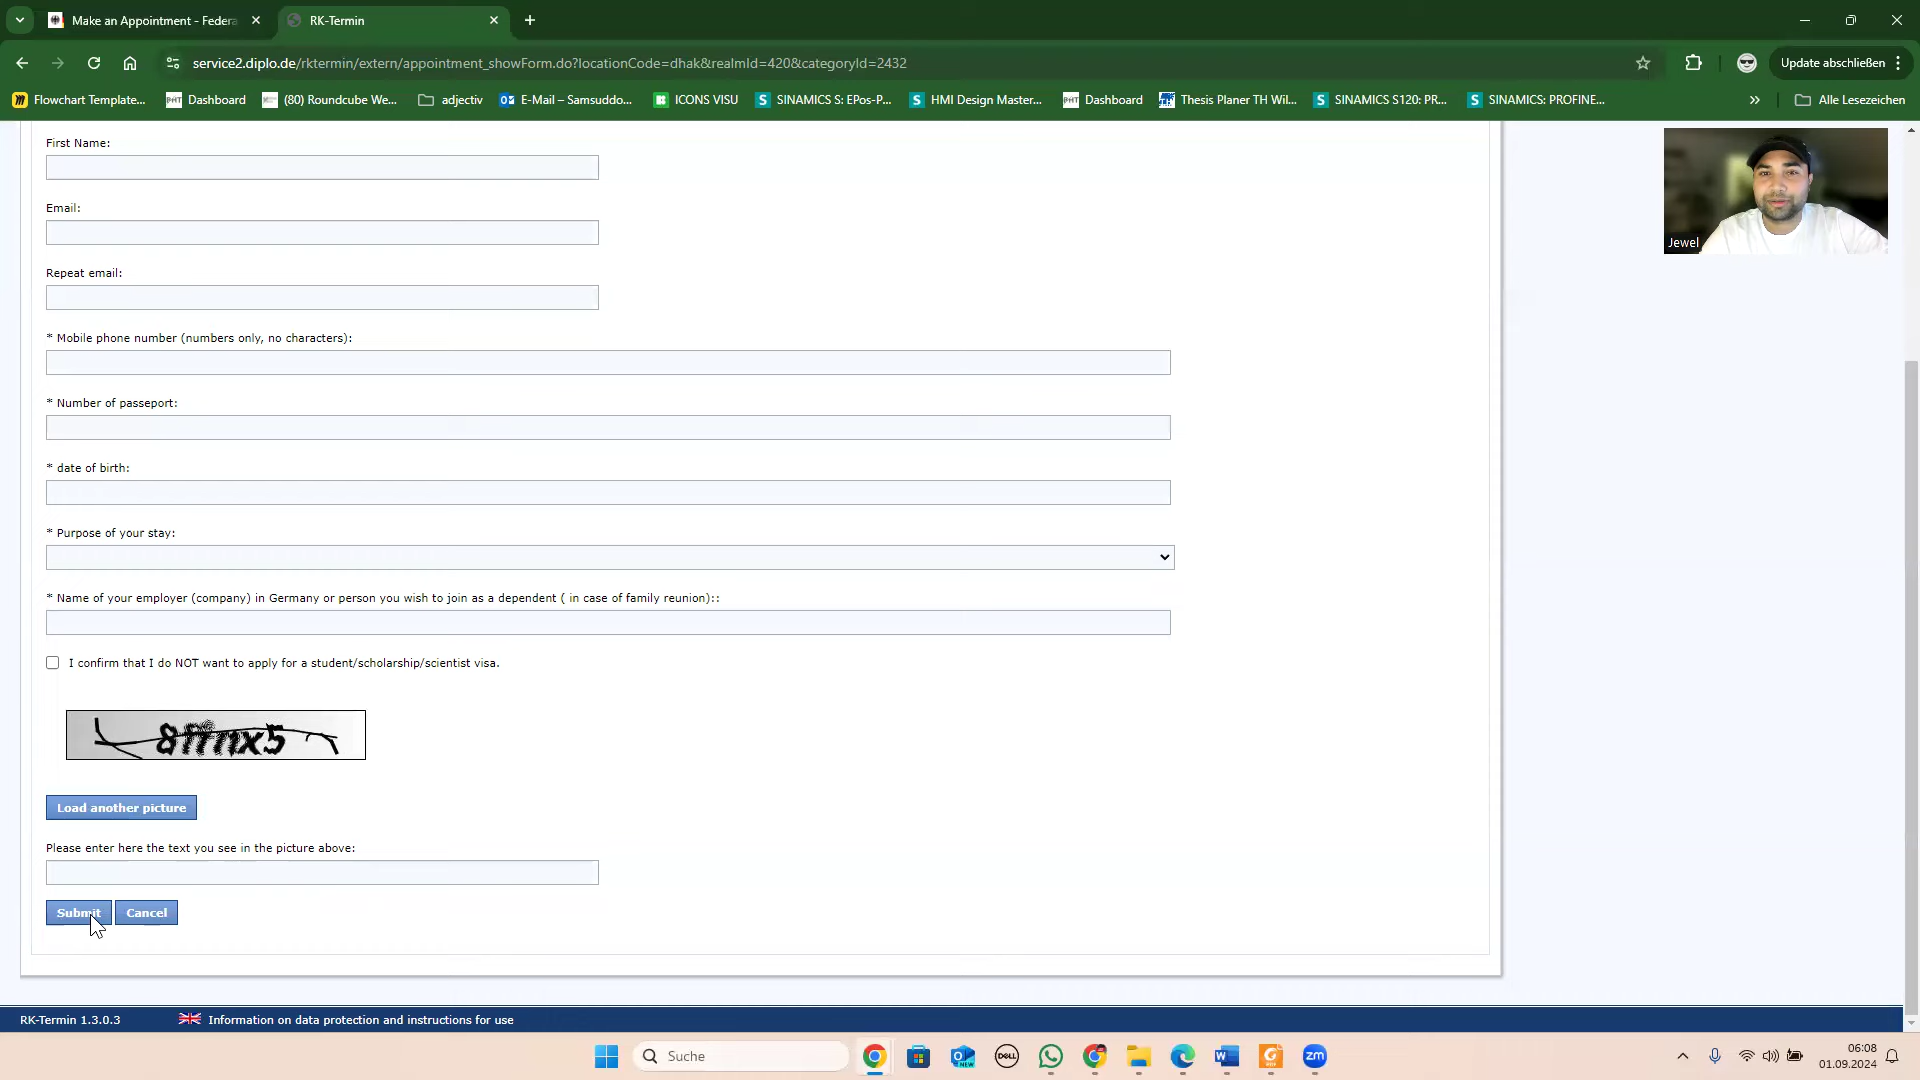 Make an Appointment - Federa
RK-Termin
service2.diplo.de/rktermin/extern/appointment_showForm.do?locationCode=dhak&realmId=420&categoryId=2432
Update abschließen
Flowchart Template...
Dashboard
(80) Roundcube We...
adjectiv
E-Mail – Samsuddo...
ICONS VISU
SINAMICS S: EPos-P...
HMI Design Master...
Dashboard
Thesis Planer TH Wil...
SINAMICS S120: PR...
SINAMICS: PROFINE...
»
Alle Lesezeichen
First Name:
Email:
Repeat email:
* Mobile phone number (numbers only, no characters):
* Number of passeport:
* date of birth:
* Purpose of your stay:
* Name of your employer (company) in Germany or person you wish to join as a dependent ( in case of family reunion)::
I confirm that I do NOT want to apply for a student/scholarship/scientist visa.
Load another picture
Please enter here the text you see in the picture above:
Submit
Cancel
Jewel
RK-Termin 1.3.0.3
Information on data protection and instructions for use
Suche
DELL
NEW
zm
06:08
01.09.2024